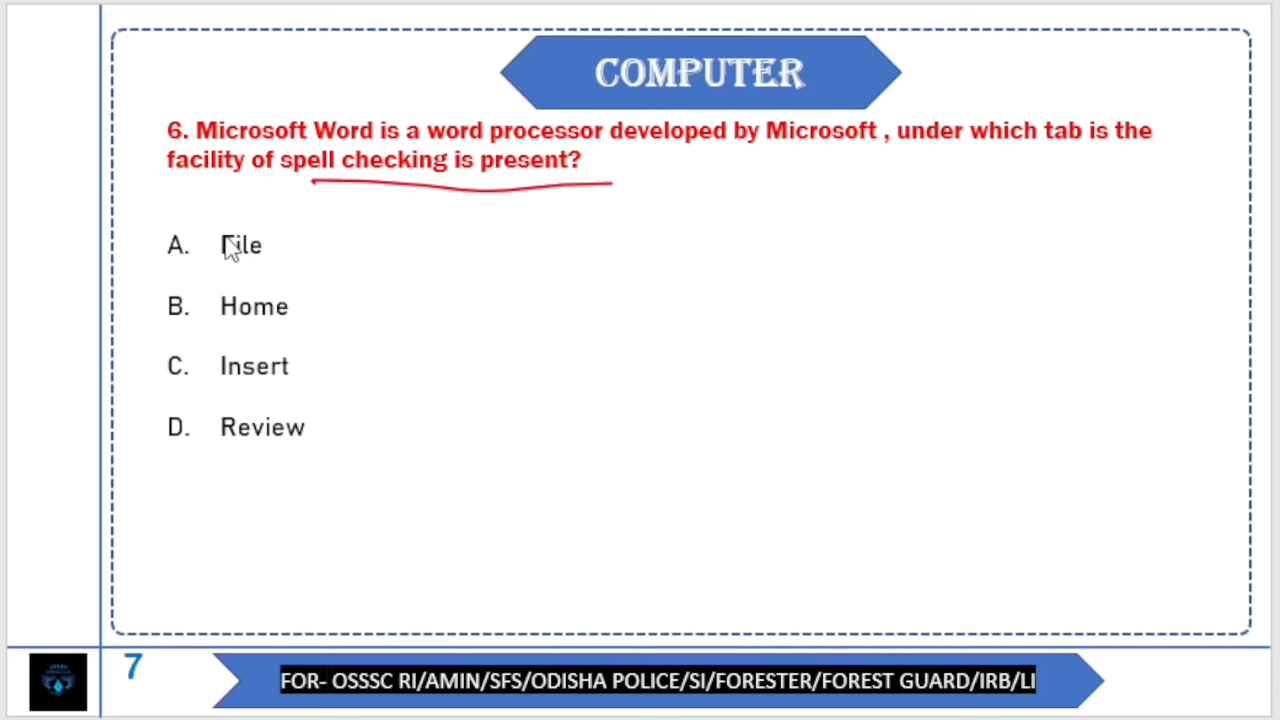 COMPUTER
6. Microsoft Word is a word processor developed by Microsoft , under which tab is the
facility of spell checking is present?
A. File
B. Home
C. Insert
D. Review
7
FOR- OSSSC RI/AMIN/SFS/ODISHA POLICE/SI/FORESTER/FOREST GUARD/IRB/LI